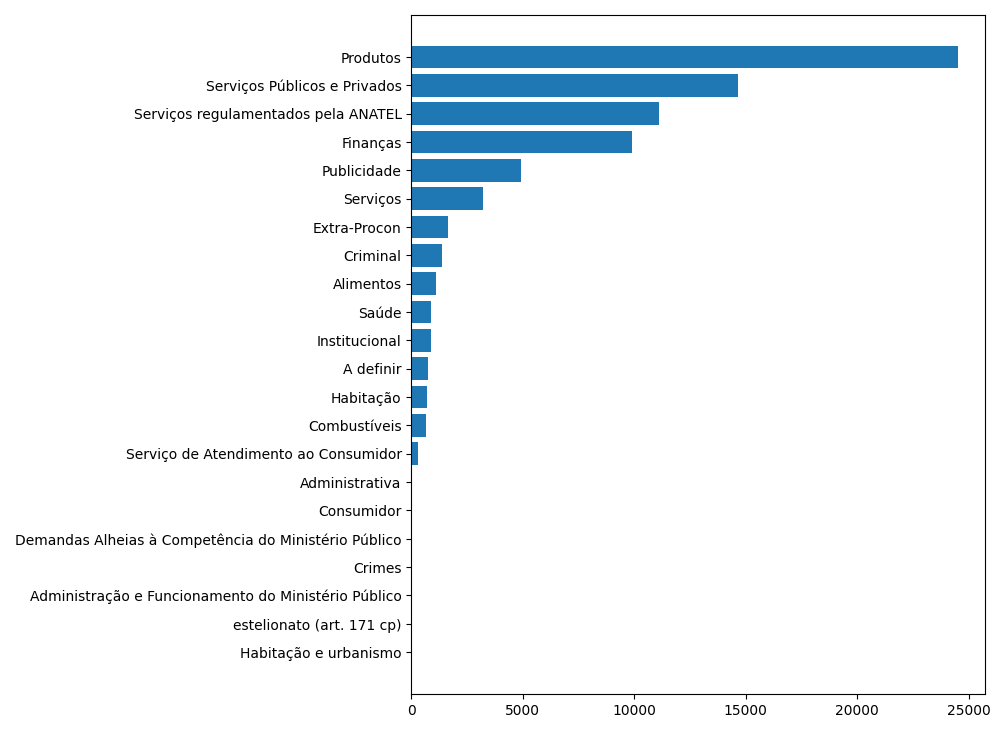 Produtos
Serviços Públicos e Privados
Serviços regulamentados pela ANATEL
Finanças
Publicidade
Serviços
Extra-Procon
Criminal
Alimentos
Saúde
Institucional
A definir
Habitação
Combustíveis
Serviço de Atendimento ao Consumidor
Administrativa
Consumidor
Demandas Alheias à Competência do Ministério Público
Crimes
Administração e Funcionamento do Ministério Público
estelionato (art. 171 cp)
Habitação e urbanismo
0 5000 10000 15000 20000 25000